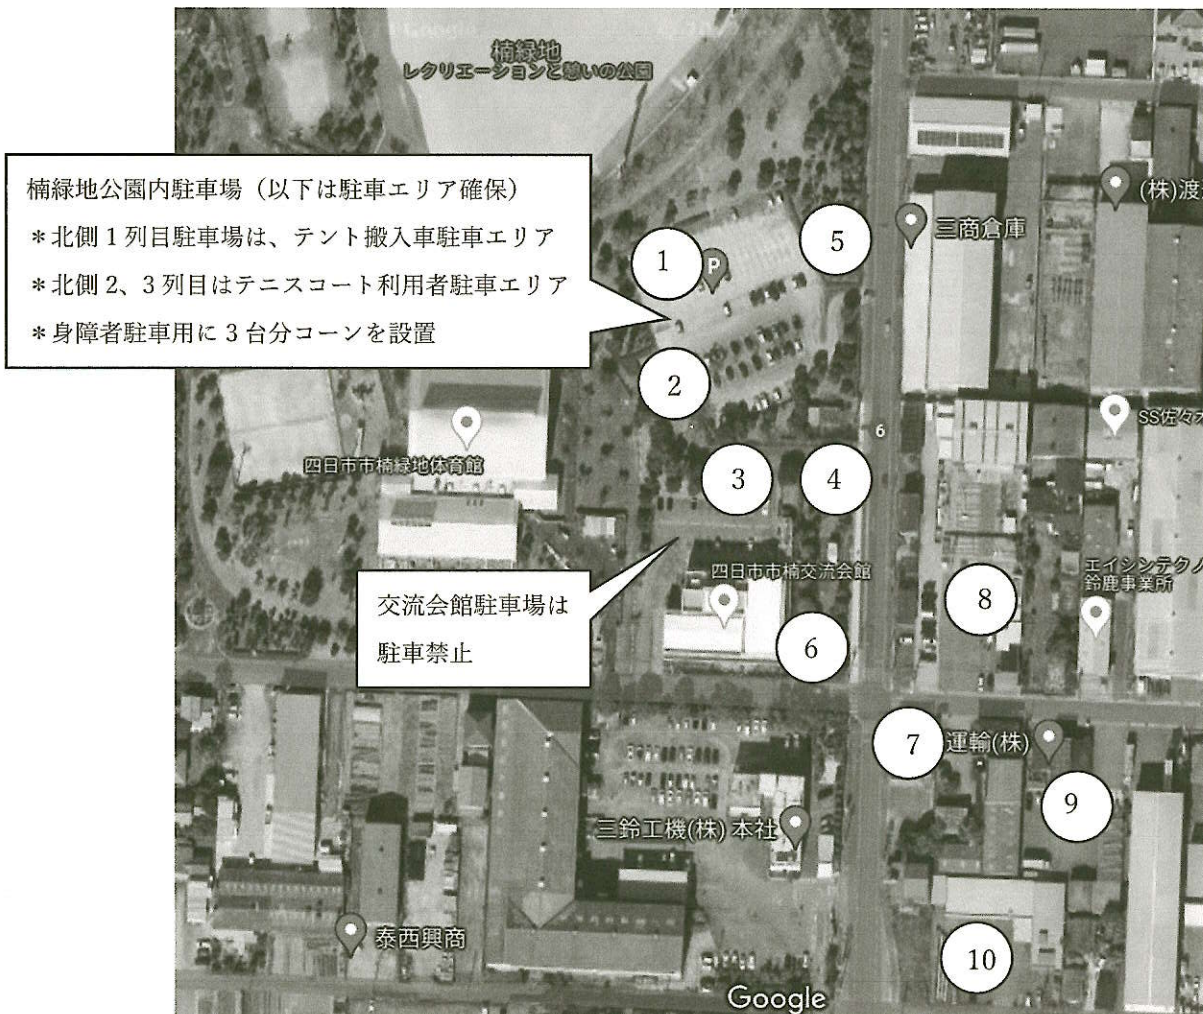 楠緑地
レクリエーションと憩いの公園
楠緑地公園内駐車場（以下は駐車エリア確保）
＊北側1列目駐車場は、テント搬入車駐車エリア
＊北側2、3列目はテニスコート利用者駐車エリア
＊身障者駐車用に3台分コーンを設置
(株)渡
三商倉庫
5
1
P
2
6
SS佐々木
四日市市楠緑地体育館
3
4
エイシンテクノ
鈴鹿事業所
四日市市楠交流会館
8
交流会館駐車場は
駐車禁止
6
7
運輸(株)
9
三鈴工機(株)本社
泰西興商
10
Google